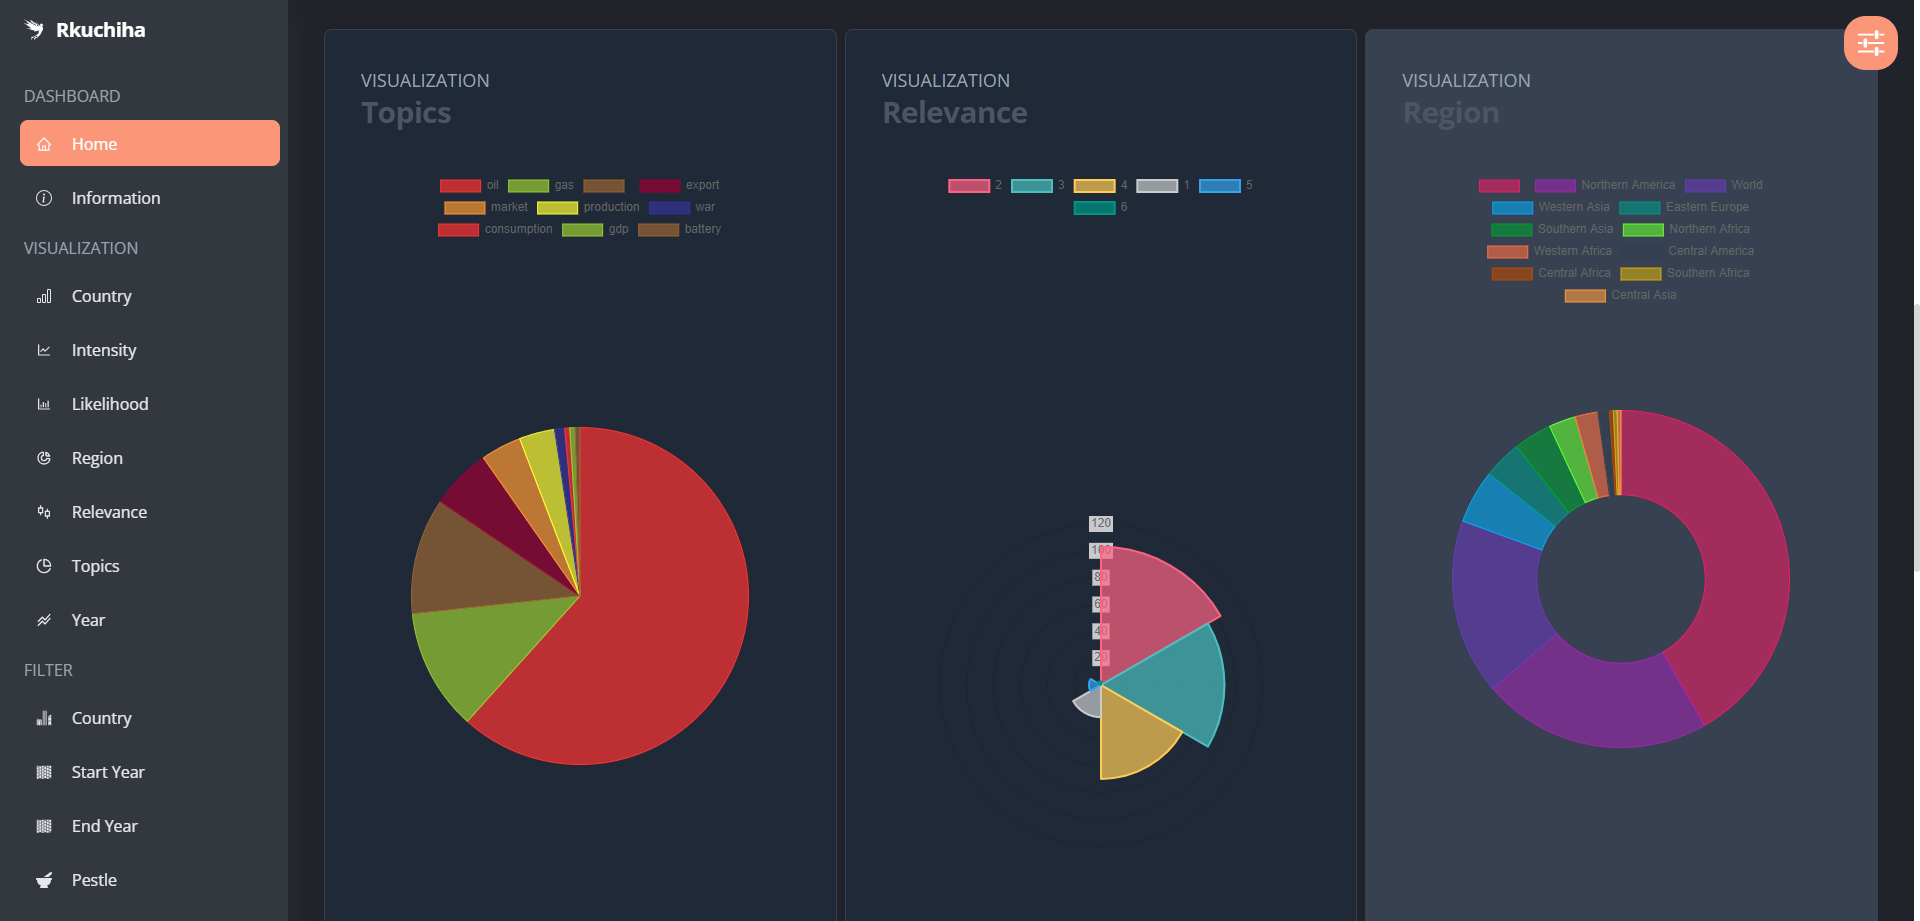 Rkuchiha
DASHBOARD
Home
Information
VISUALIZATION
Country
Intensity
Likelihood
Region
Relevance
Topics
Year
FILTER
Country
Start Year
End Year
Pestle
VISUALIZATION
Topics
oil gas export
market production war
consumption gdp battery
VISUALIZATION
Relevance
2 3 4 1 5
6
120
100
80
60
40
20
VISUALIZATION
Region
Northern America World
Western Asia Eastern Europe
Southern Asia Northern Africa
Western Africa Central America
Central Africa Southern Africa
Central Asia